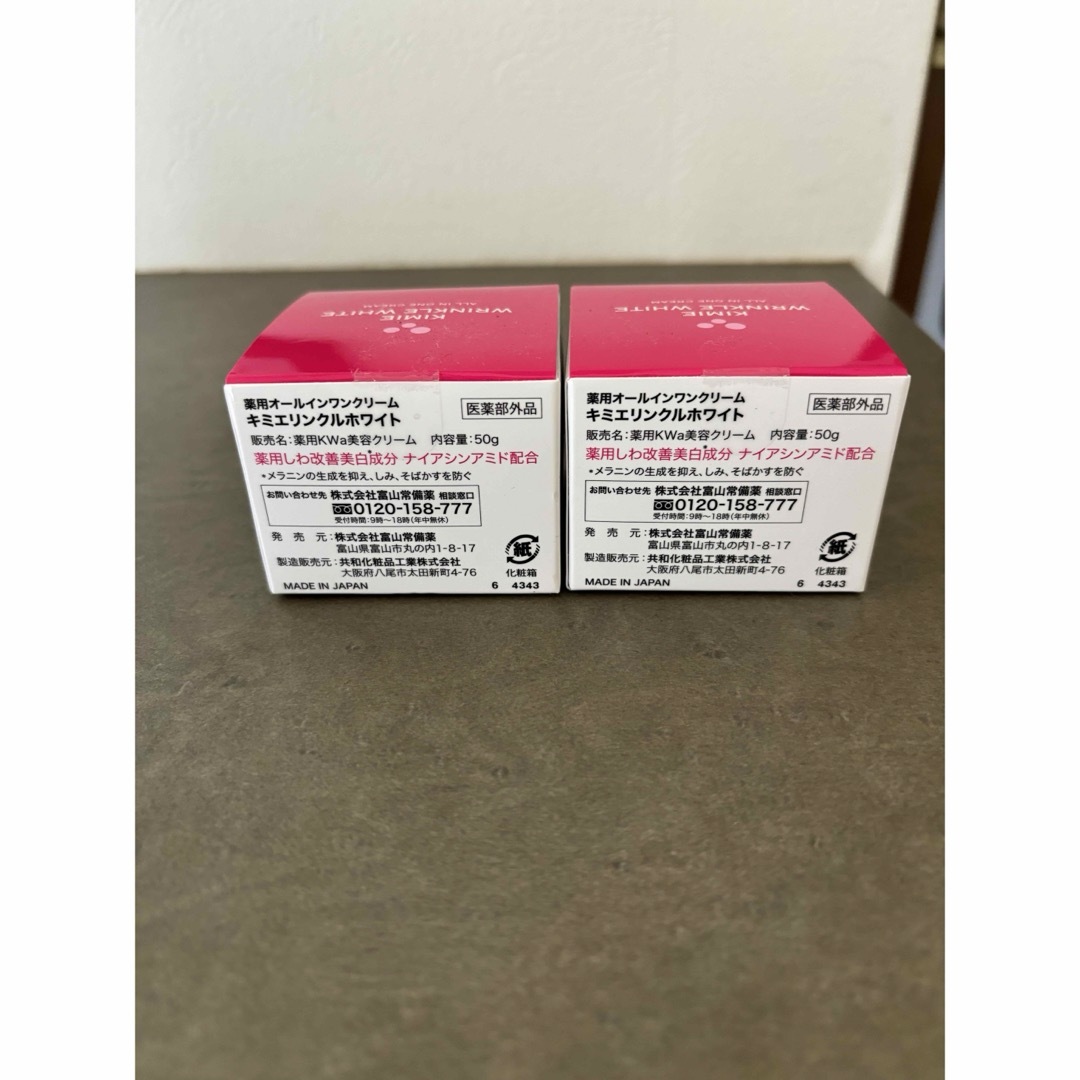 KIMIE
WRINKLE WHITE
ALL IN ONE CREAM
薬用オールインワンクリーム
キミエリンクルホワイト
医薬部外品
販売名:薬用KWa美容クリーム 内容量:50g
薬用しわ改善美白成分 ナイアシンアミド配合
*メラニンの生成を抑え、しみ、そばかすを防ぐ
お問い合わせ先 株式会社富山常備薬 相談窓口
0120-158-777
受付時間:9時〜18時(年中無休)
発売元:株式会社富山常備薬
富山県富山市丸の内1-8-17
製造販売元:共和化粧品工業株式会社
大阪府八尾市太田新町4-76
紙
化粧箱
MADE IN JAPAN
6 4343
KIMIE
WRINKLE WHITE
ALL IN ONE CREAM
薬用オールインワンクリーム
キミエリンクルホワイト
医薬部外品
販売名:薬用KWa美容クリーム 内容量:50g
薬用しわ改善美白成分 ナイアシンアミド配合
*メラニンの生成を抑え、しみ、そばかすを防ぐ
お問い合わせ先 株式会社富山常備薬 相談窓口
0120-158-777
受付時間:9時〜18時(年中無休)
発売元:株式会社富山常備薬
富山県富山市丸の内1-8-17
製造販売元:共和化粧品工業株式会社
大阪府八尾市太田新町4-76
紙
化粧箱
MADE IN JAPAN
6 4343